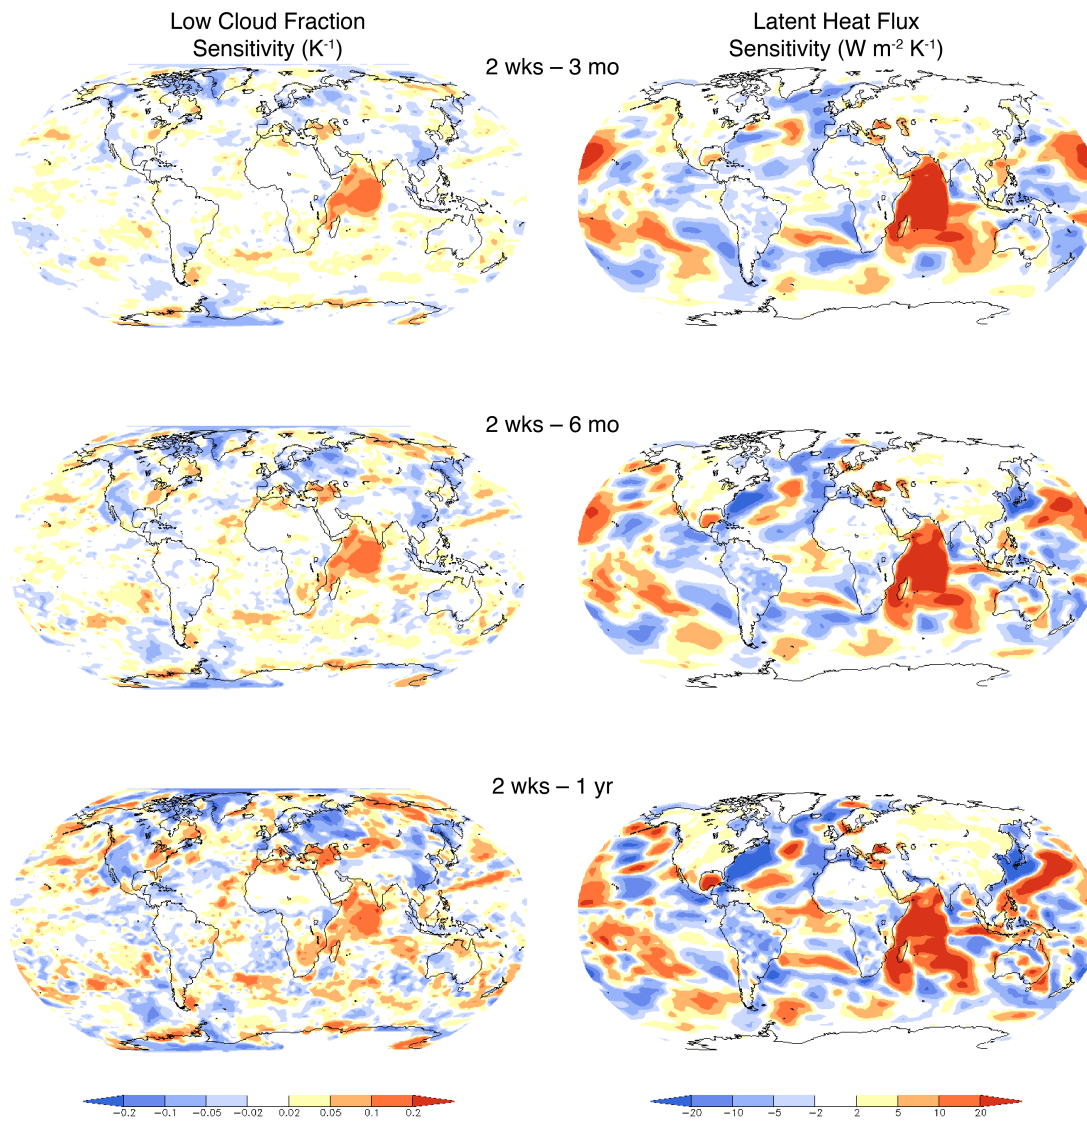 Low Cloud Fraction
Sensitivity (K⁻¹)
Latent Heat Flux
Sensitivity (W m⁻² K⁻¹)
2 wks – 3 mo
2 wks – 6 mo
2 wks – 1 yr
−0.2 −0.1 −0.05 −0.02 0.02 0.05 0.1 0.2
−20 −10 −5 −2 2 5 10 20